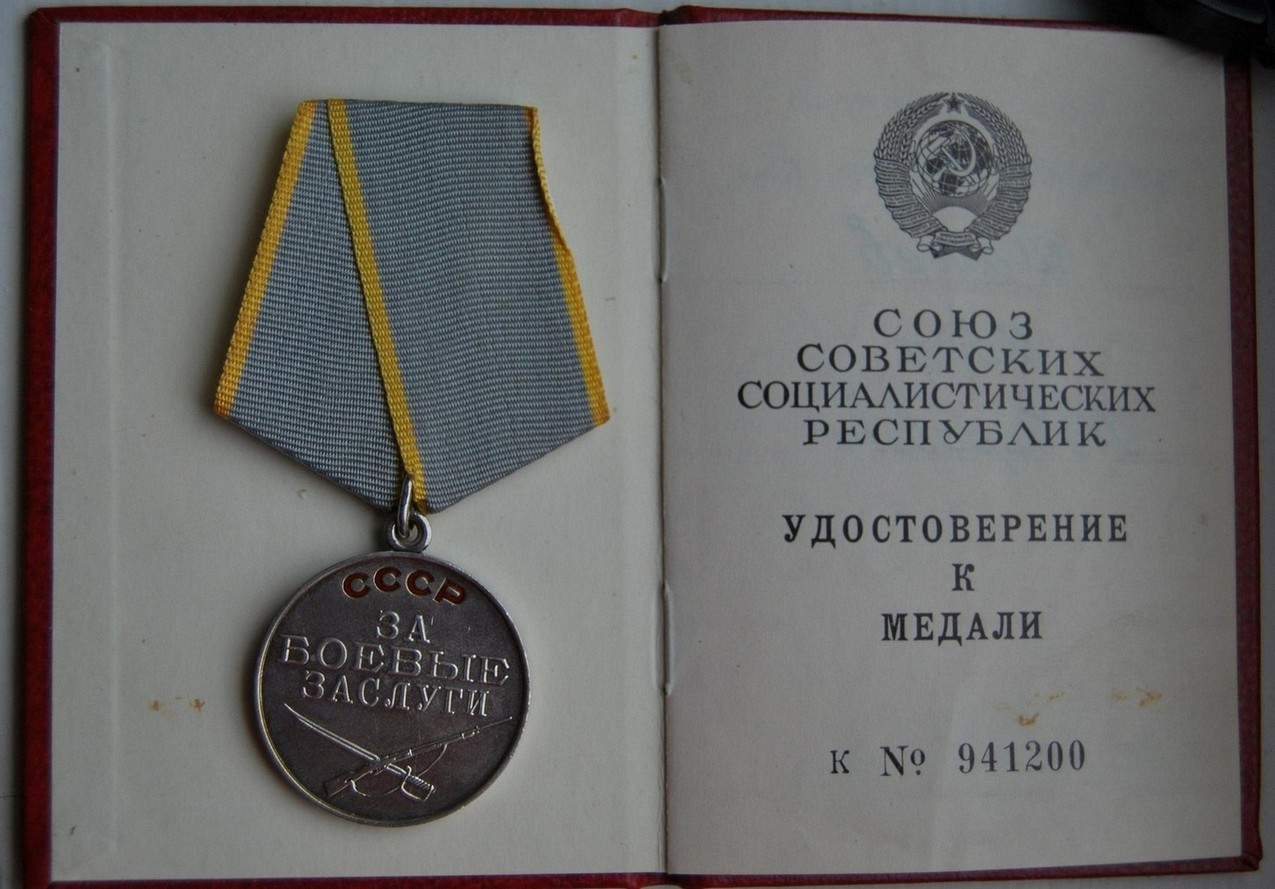 СССР
ЗА
БОЕВЫЕ
ЗАСЛУГИ
СОЮЗ
СОВЕТСКИХ
СОЦИАЛИСТИЧЕСКИХ
РЕСПУБЛИК
УДОСТОВЕРЕНИЕ
К
МЕДАЛИ
К № 941200